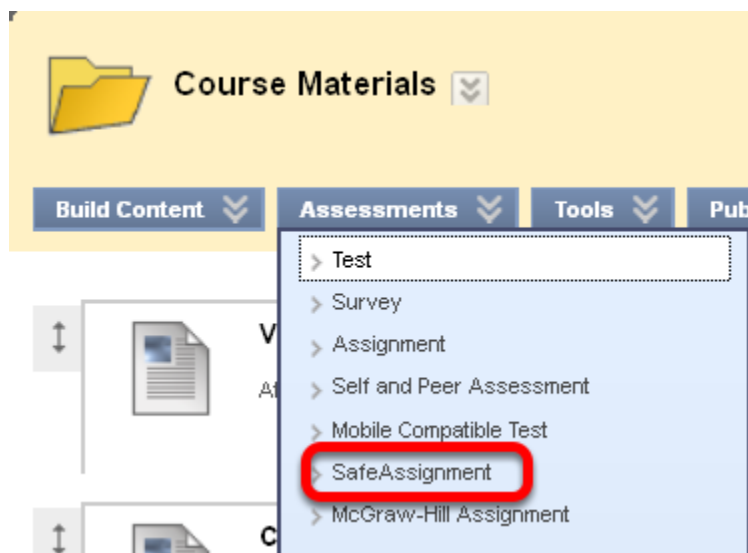 Course Materials
Build Content Assessments Tools Pub
Test
Survey
V
Assignment
Af Self and Peer Assessment
Mobile Compatible Test
SafeAssignment
McGraw-Hill Assignment
C